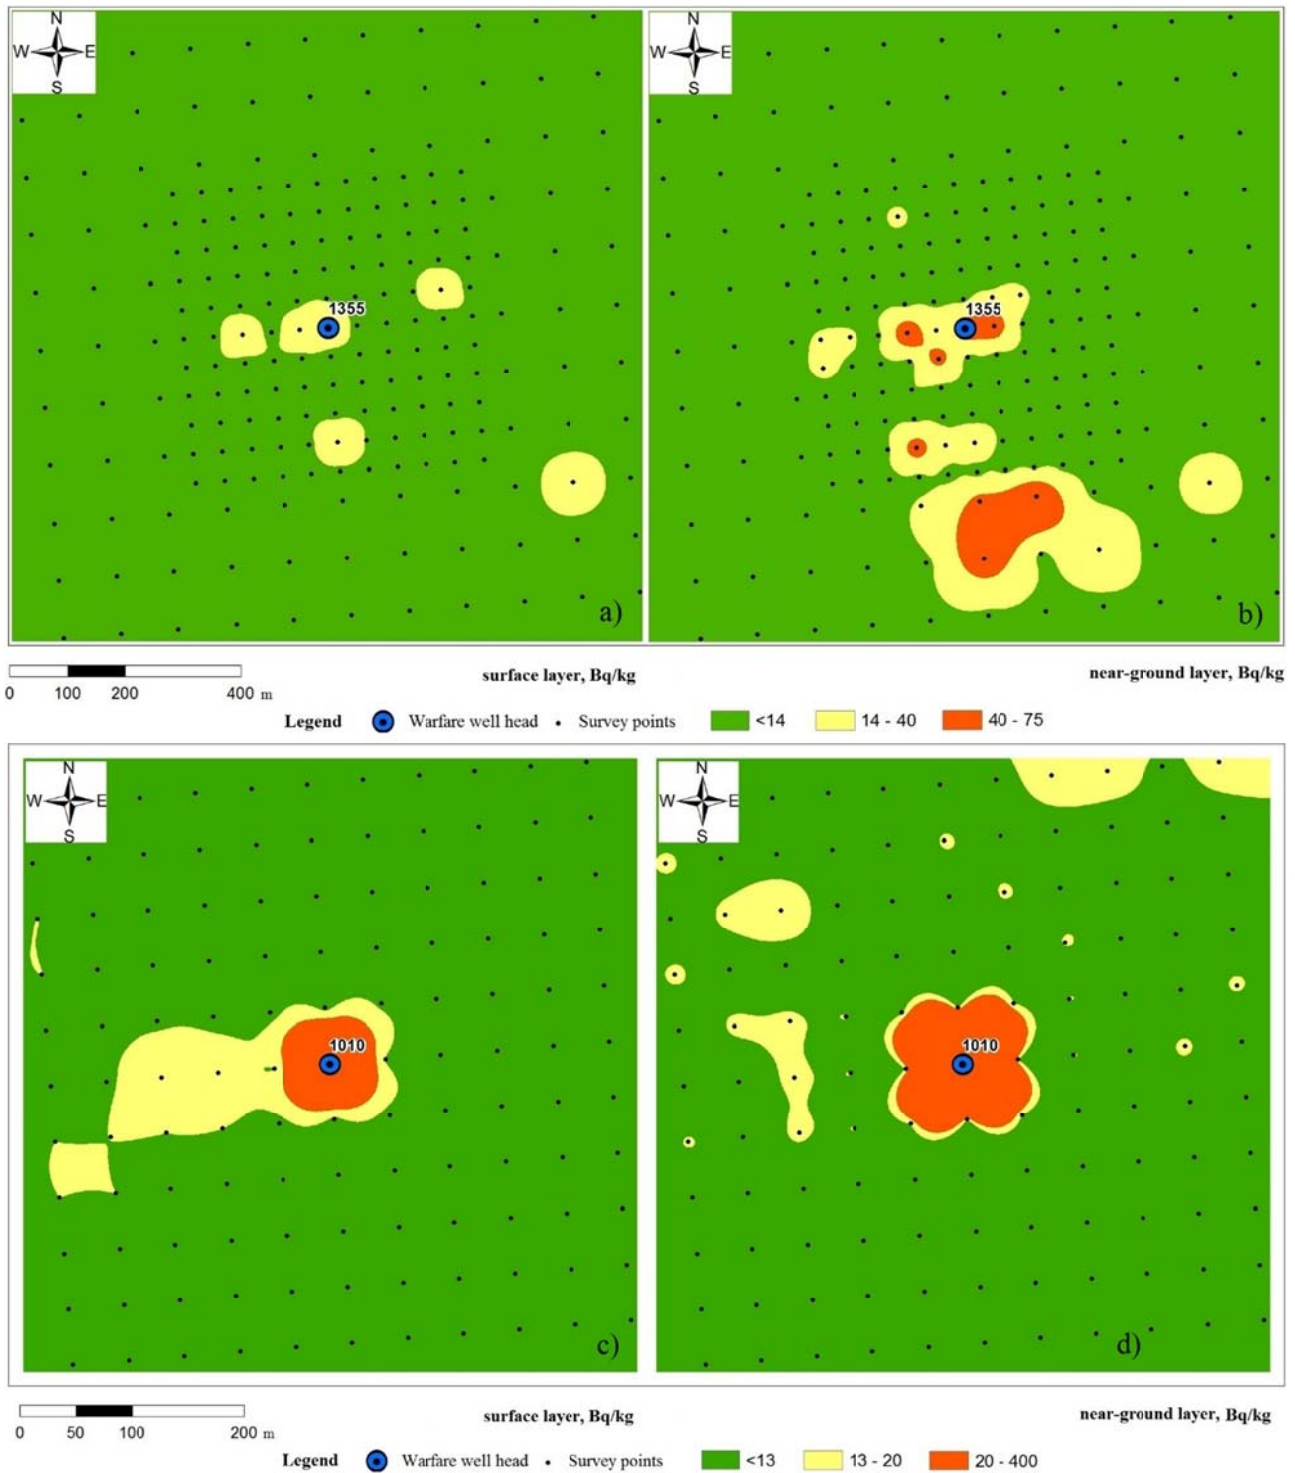 N
W E
S
1355
a)
N
W E
S
1355
b)
0 100 200 400 m
surface layer, Bq/kg
near-ground layer, Bq/kg
Legend Warfare well head Survey points <14 14 - 40 40 - 75
N
W E
S
1010
c)
N
W E
S
1010
d)
0 50 100 200 m
surface layer, Bq/kg
near-ground layer, Bq/kg
Legend Warfare well head Survey points <13 13 - 20 20 - 400